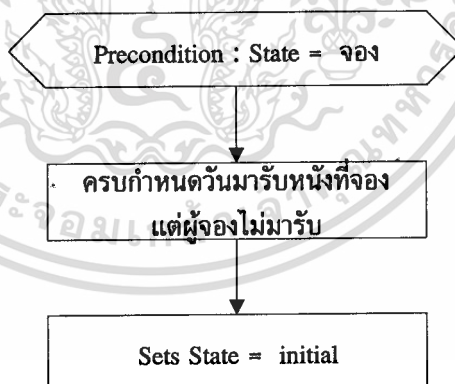 Precondition : State = จอง
ครบกำหนดวันมารับหนังที่จอง
แต่ผู้จองไม่มารับ
Sets State = initial